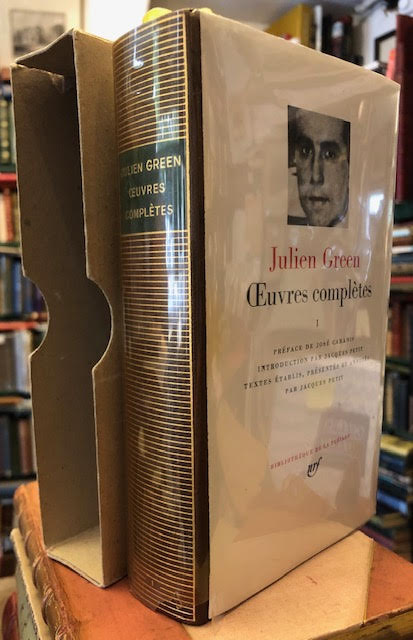 JULIEN GREEN
ŒUVRES
COMPLÈTES
I
Julien Green
Œuvres complètes
I
PRÉFACE DE JOSÉ CABANIS
INTRODUCTION PAR JACQUES PETIT
TEXTES ÉTABLIS, PRÉSENTÉS ET ANNOTÉS
PAR JACQUES PETIT
BIBLIOTHÈQUE DE LA PLÉIADE
nrf